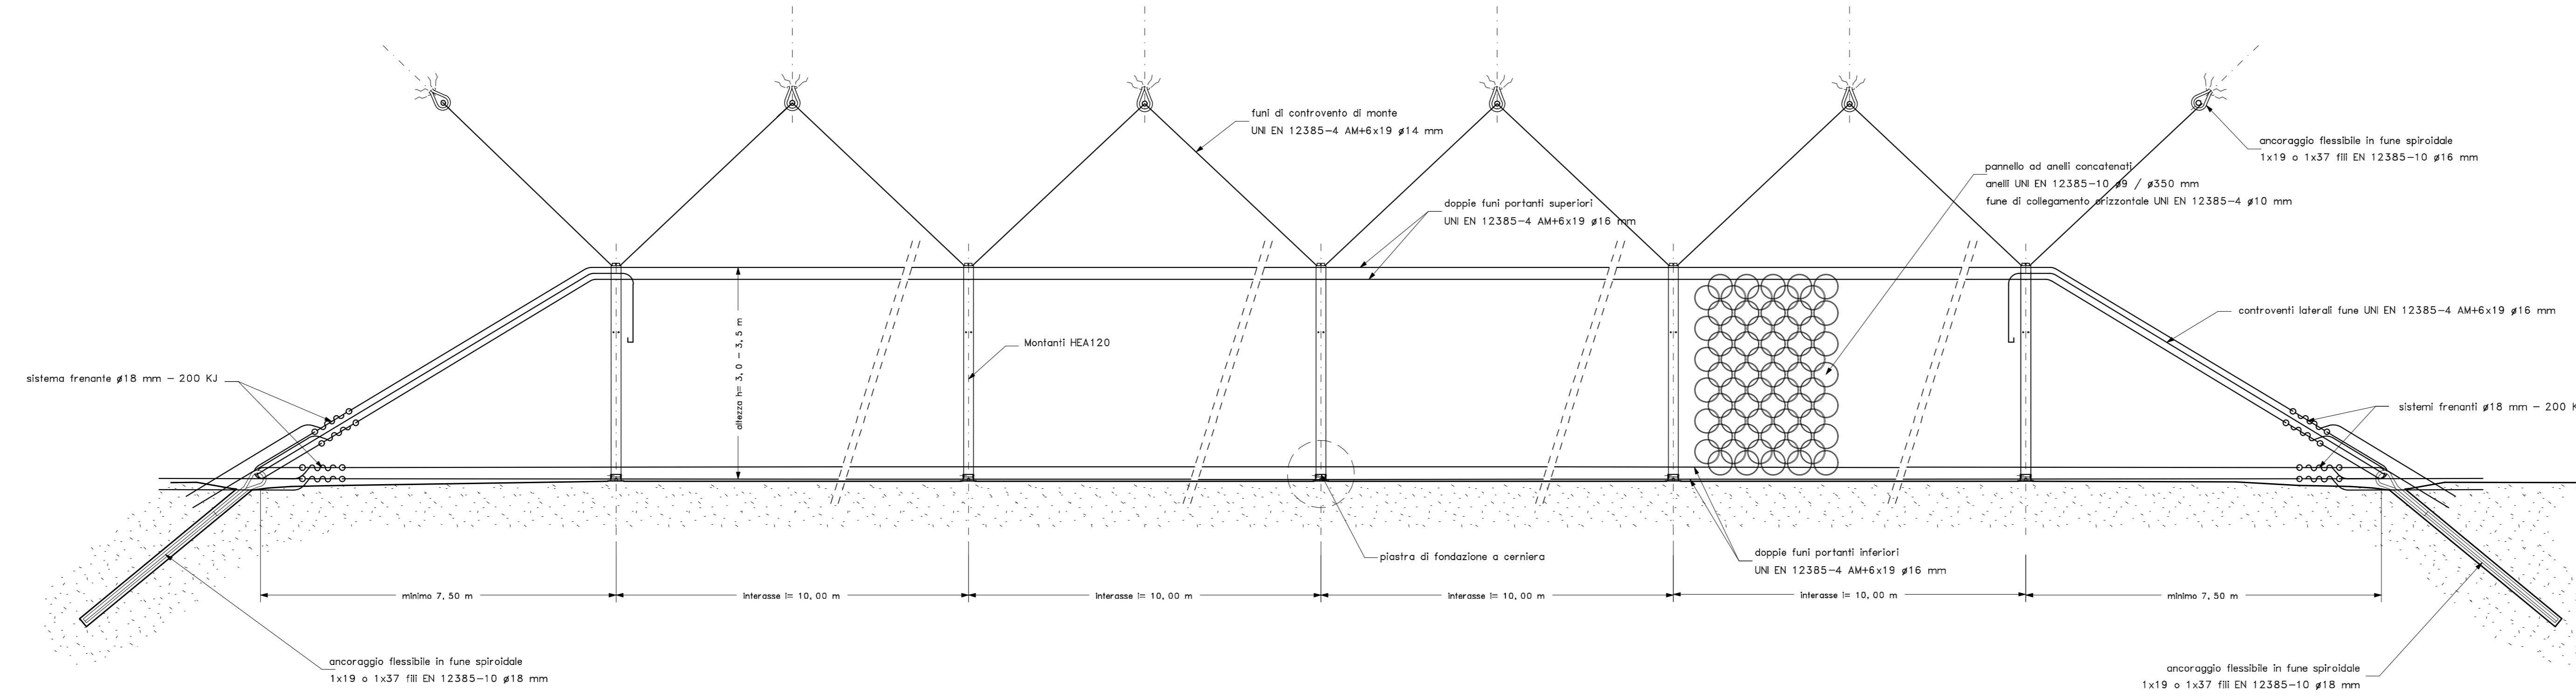 funi di controvento di monte
UNI EN 12385-4 AM+6x19 ø14 mm
ancoraggio flessibile in fune spiroidale
1x19 o 1x37 fili EN 12385-10 ø16 mm
pannello ad anelli concatenati
anelli UNI EN 12385-10 ø9 / ø350 mm
fune di collegamento orizzontale UNI EN 12385-4 ø10 mm
doppie funi portanti superiori
UNI EN 12385-4 AM+6x19 ø16 mm
controventi laterali fune UNI EN 12385-4 AM+6x19 ø16 mm
Montanti HEA120
altezza h= 3,0 - 3,5 m
sistema frenante ø18 mm - 200 KJ
sistemi frenanti ø18 mm - 200 K
piastra di fondazione a cerniera
doppie funi portanti inferiori
UNI EN 12385-4 AM+6x19 ø16 mm
minimo 7,50 m
interasse i= 10,00 m
interasse i= 10,00 m
interasse i= 10,00 m
interasse i= 10,00 m
minimo 7,50 m
ancoraggio flessibile in fune spiroidale
1x19 o 1x37 fili EN 12385-10 ø18 mm
ancoraggio flessibile in fune spiroidale
1x19 o 1x37 fili EN 12385-10 ø18 mm